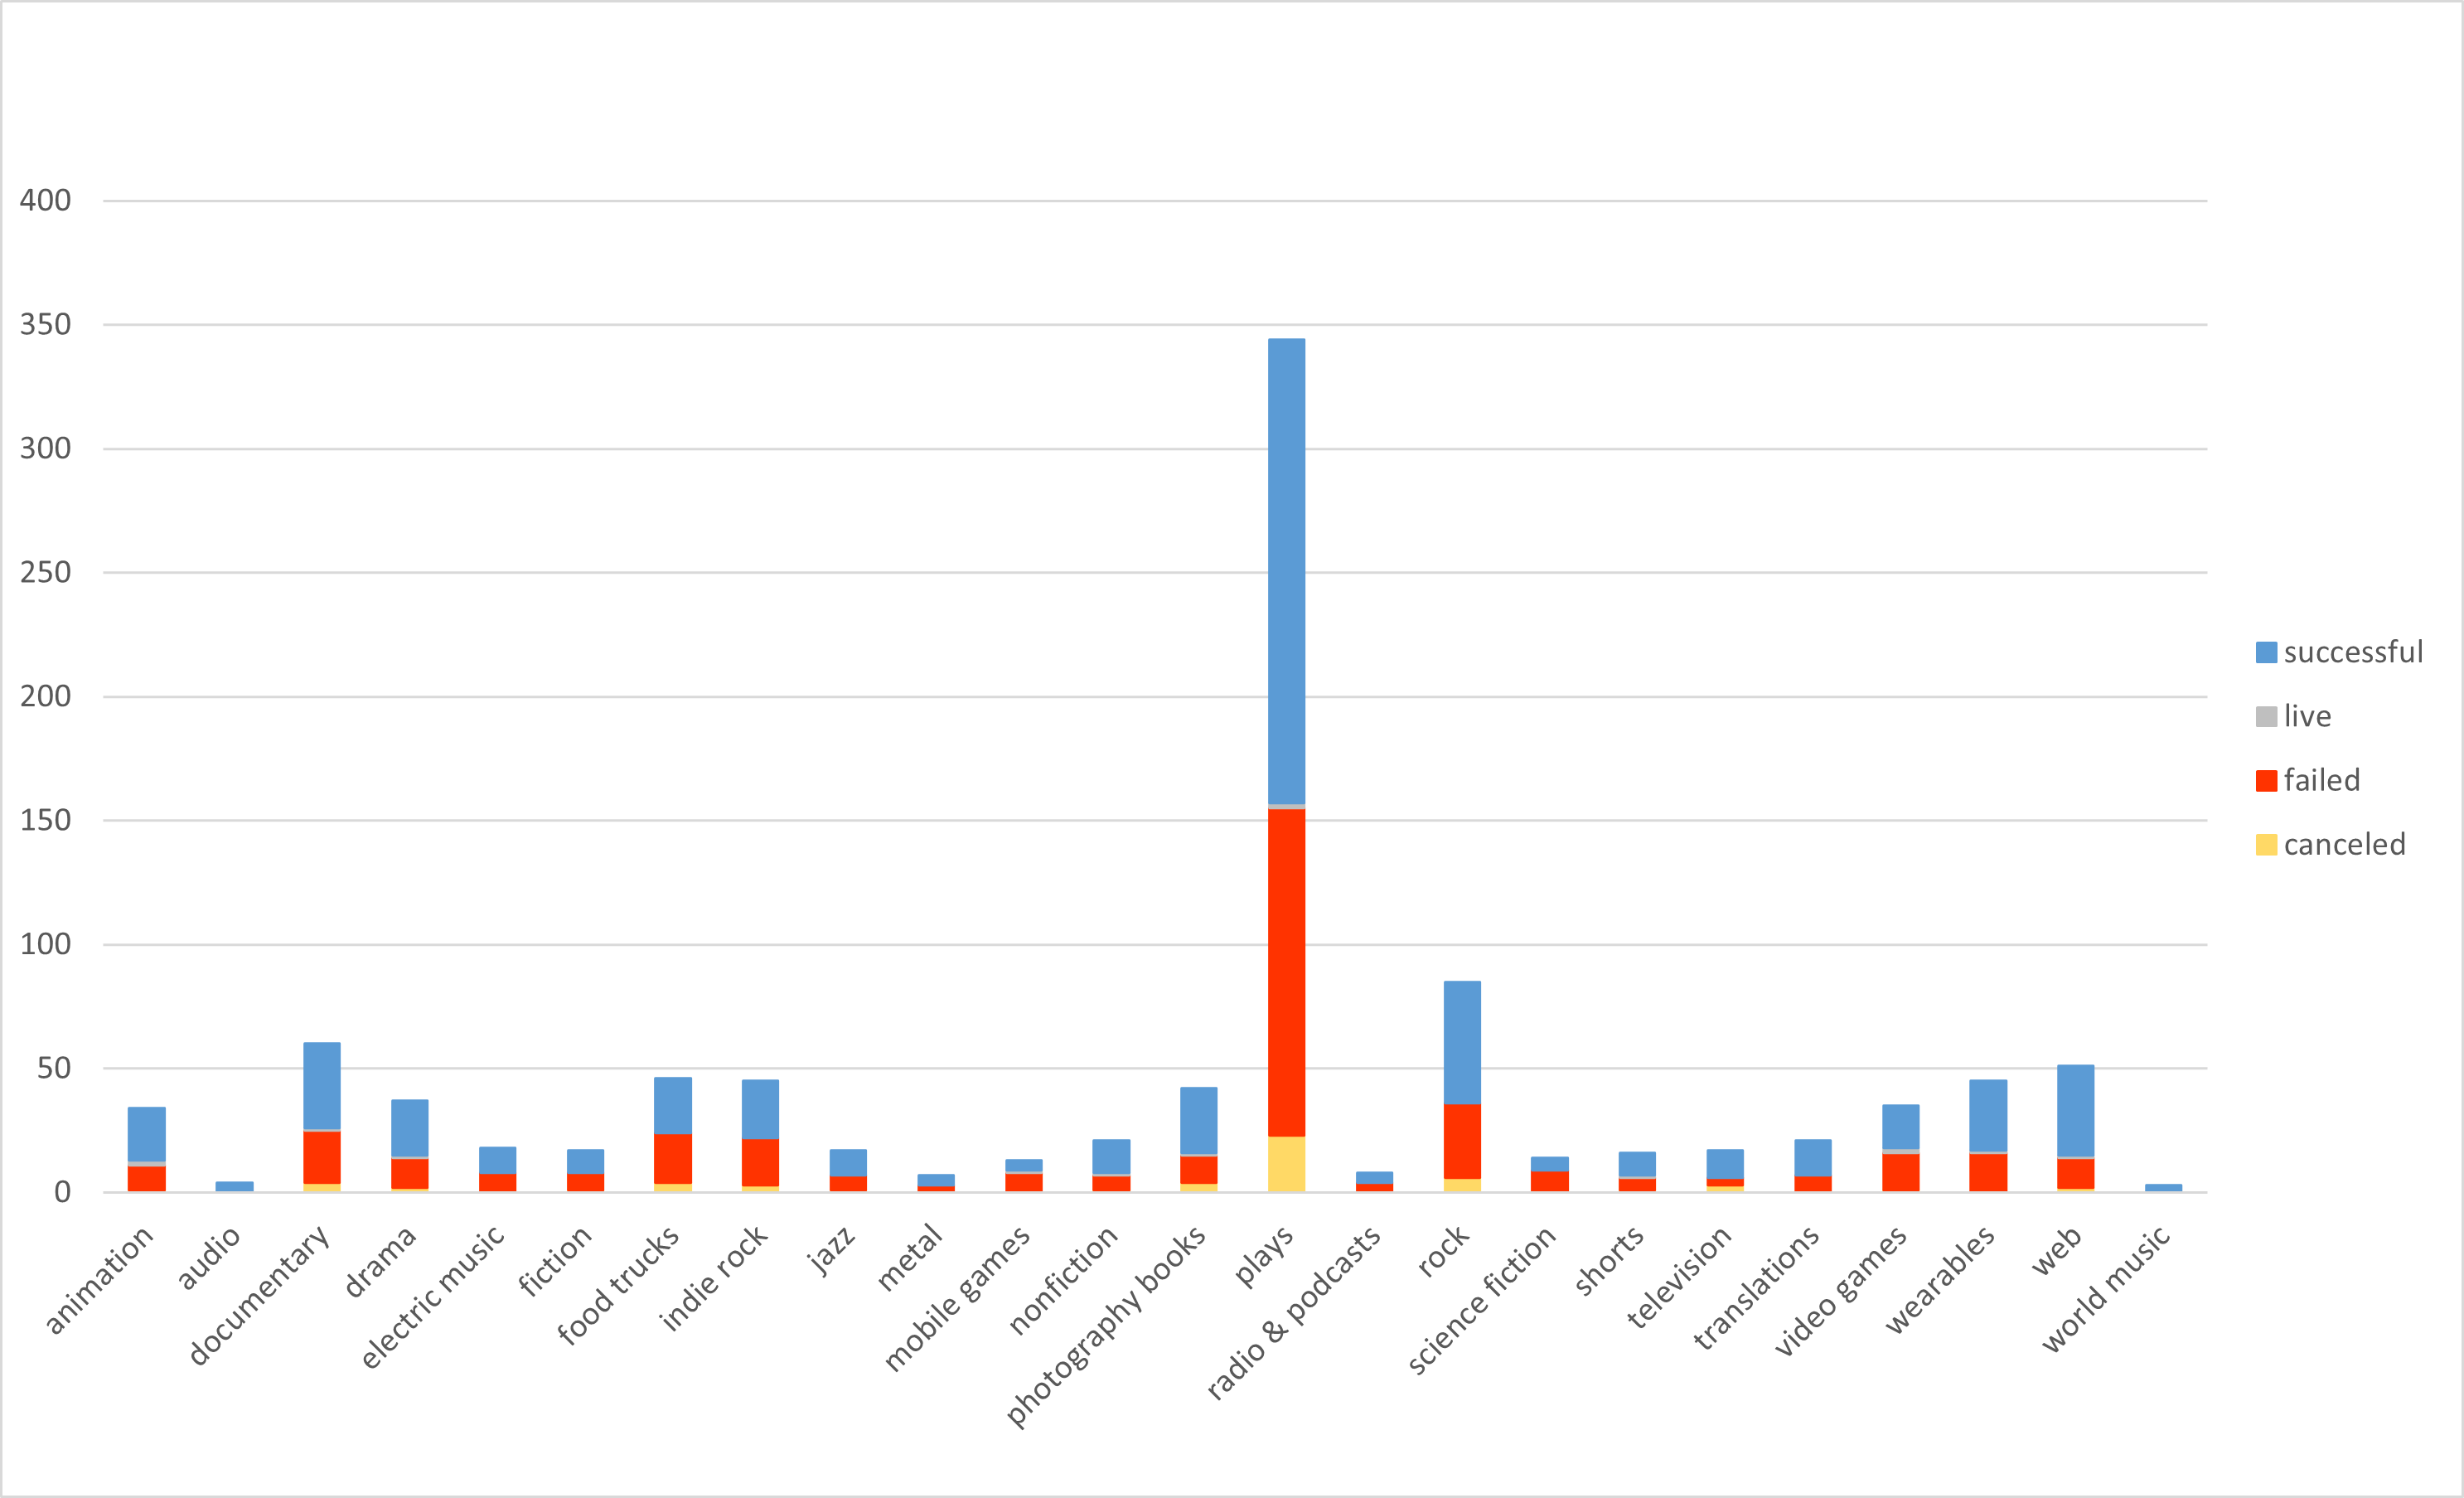 400
350
300
250
200
150
100
50
0
animation
audio
documentary
drama
electric music
fiction
food trucks
indie rock
jazz
metal
mobile games
nonfiction
photography books
plays
radio & podcasts
rock
science fiction
shorts
television
translations
video games
wearables
web
world music
successful
live
failed
canceled